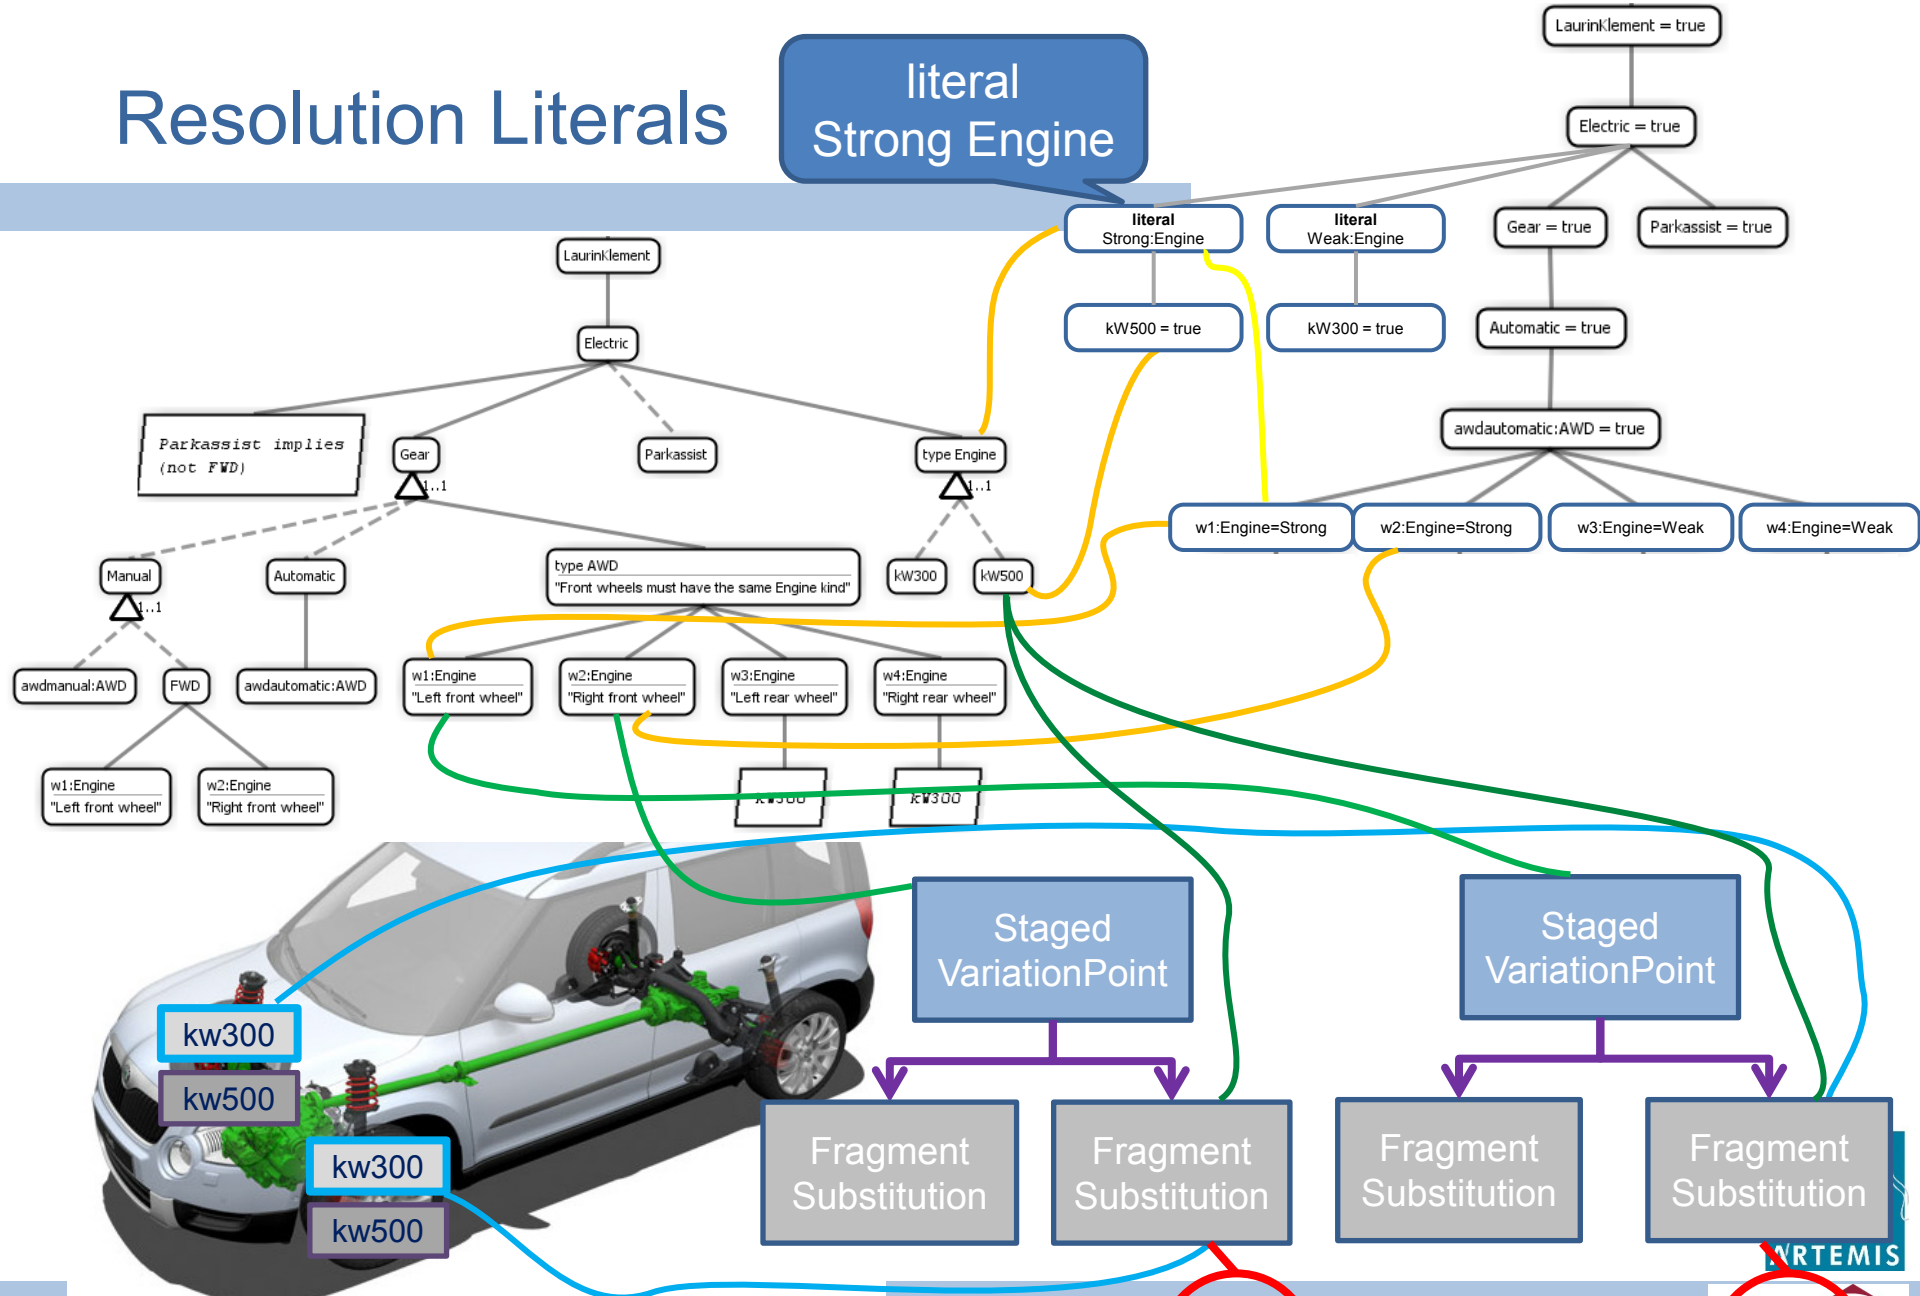 Resolution Literals
literal
Strong Engine
LaurinKlement = true
Electric = true
literal
Strong:Engine
literal
Weak:Engine
Gear = true
Parkassist = true
kW500 = true
kW300 = true
Automatic = true
awdautomatic:AWD = true
w1:Engine=Strong
w2:Engine=Strong
w3:Engine=Weak
w4:Engine=Weak
LaurinKlement
Electric
Parkassist implies
(not FWD)
Gear
1..1
Parkassist
type Engine
1..1
kW300
kW500
Manual
1..1
Automatic
type AWD
"Front wheels must have the same Engine kind"
awdmanual:AWD
FWD
awdautomatic:AWD
w1:Engine
"Left front wheel"
w2:Engine
"Right front wheel"
w3:Engine
"Left rear wheel"
w4:Engine
"Right rear wheel"
w1:Engine
"Left front wheel"
w2:Engine
"Right front wheel"
kW300
kW300
kw300
kw500
kw300
kw500
Staged
VariationPoint
Staged
VariationPoint
Fragment
Substitution
Fragment
Substitution
Fragment
Substitution
Fragment
Substitution
ARTEMIS